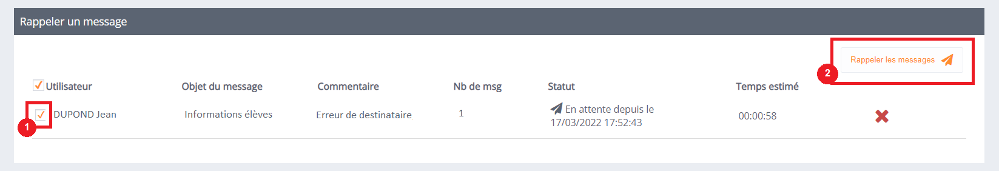 Rappeler un message
Rappeler les messages
2
Utilisateur Objet du message Commentaire Nb de msg Statut Temps estimé
DUPOND Jean Informations élèves Erreur de destinataire 1 En attente depuis le 00:00:58
17/03/2022 17:52:43
1